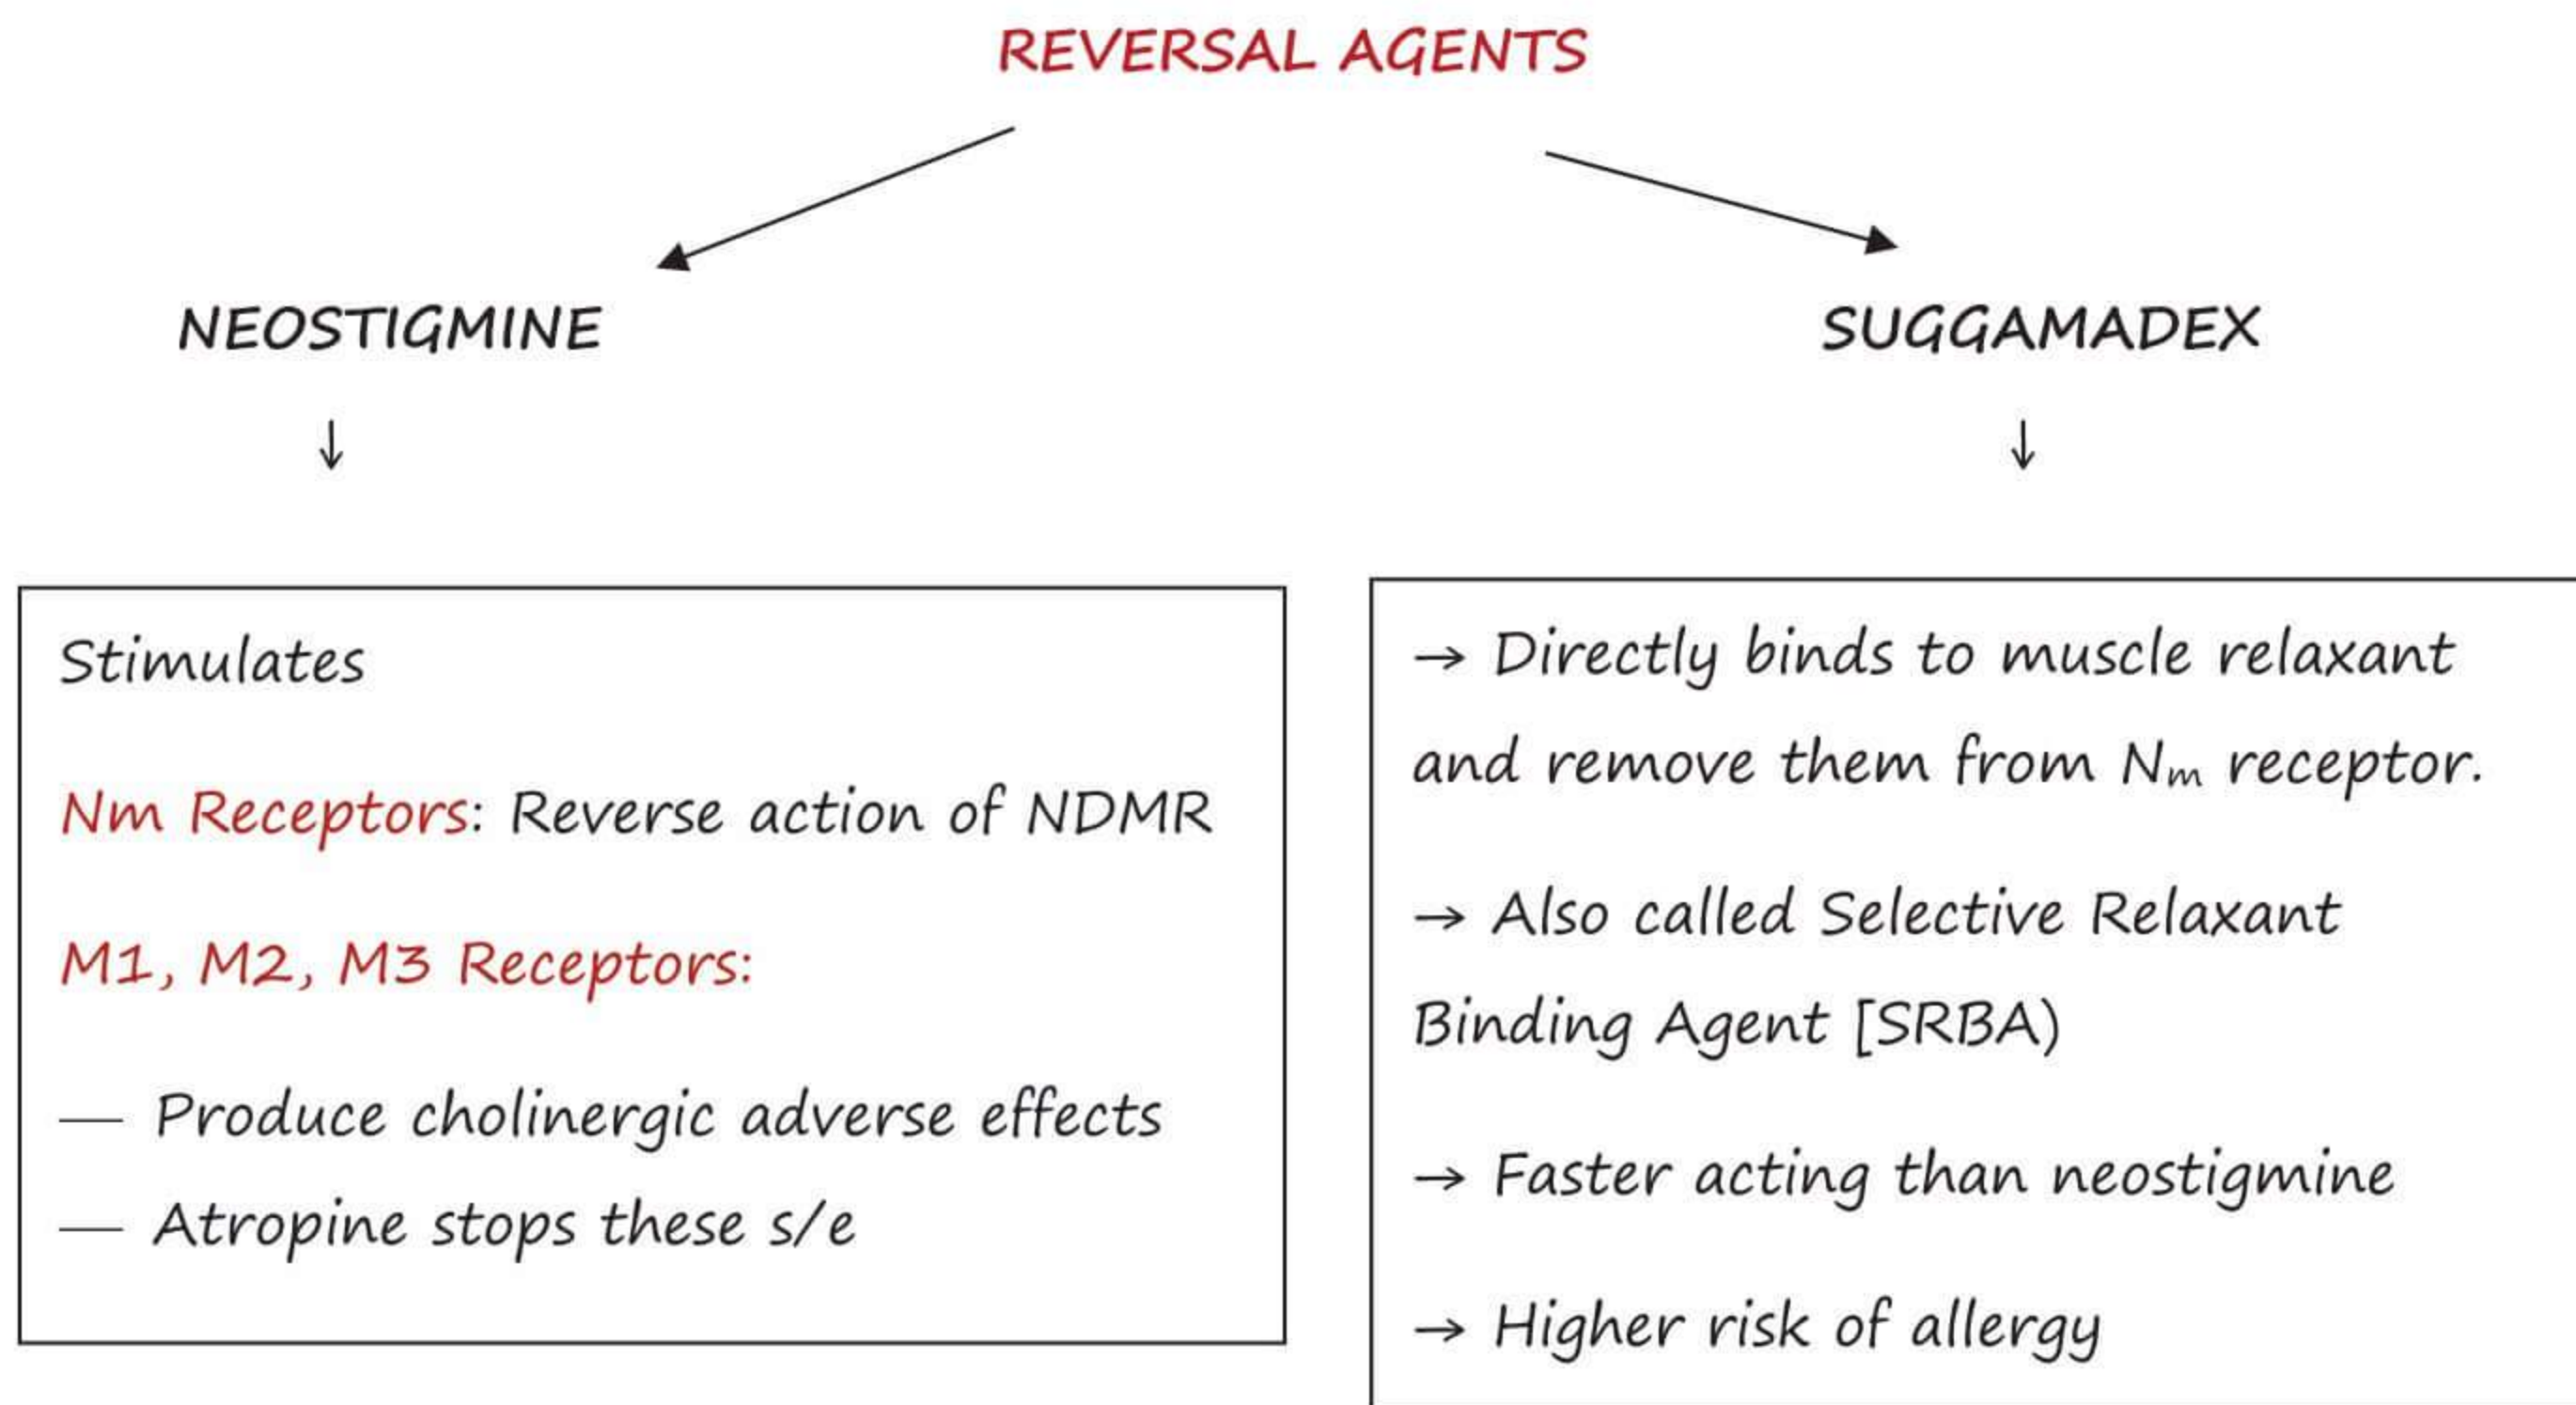 REVERSAL AGENTS
NEOSTIGMINE
↓
Stimulates
Nm Receptors: Reverse action of NDMR
M1, M2, M3 Receptors:
— Produce cholinergic adverse effects
— Atropine stops these s/e
SUGGAMADEX
↓
→ Directly binds to muscle relaxant
and remove them from Nm receptor.
→ Also called Selective Relaxant
Binding Agent [SRBA)
→ Faster acting than neostigmine
→ Higher risk of allergy